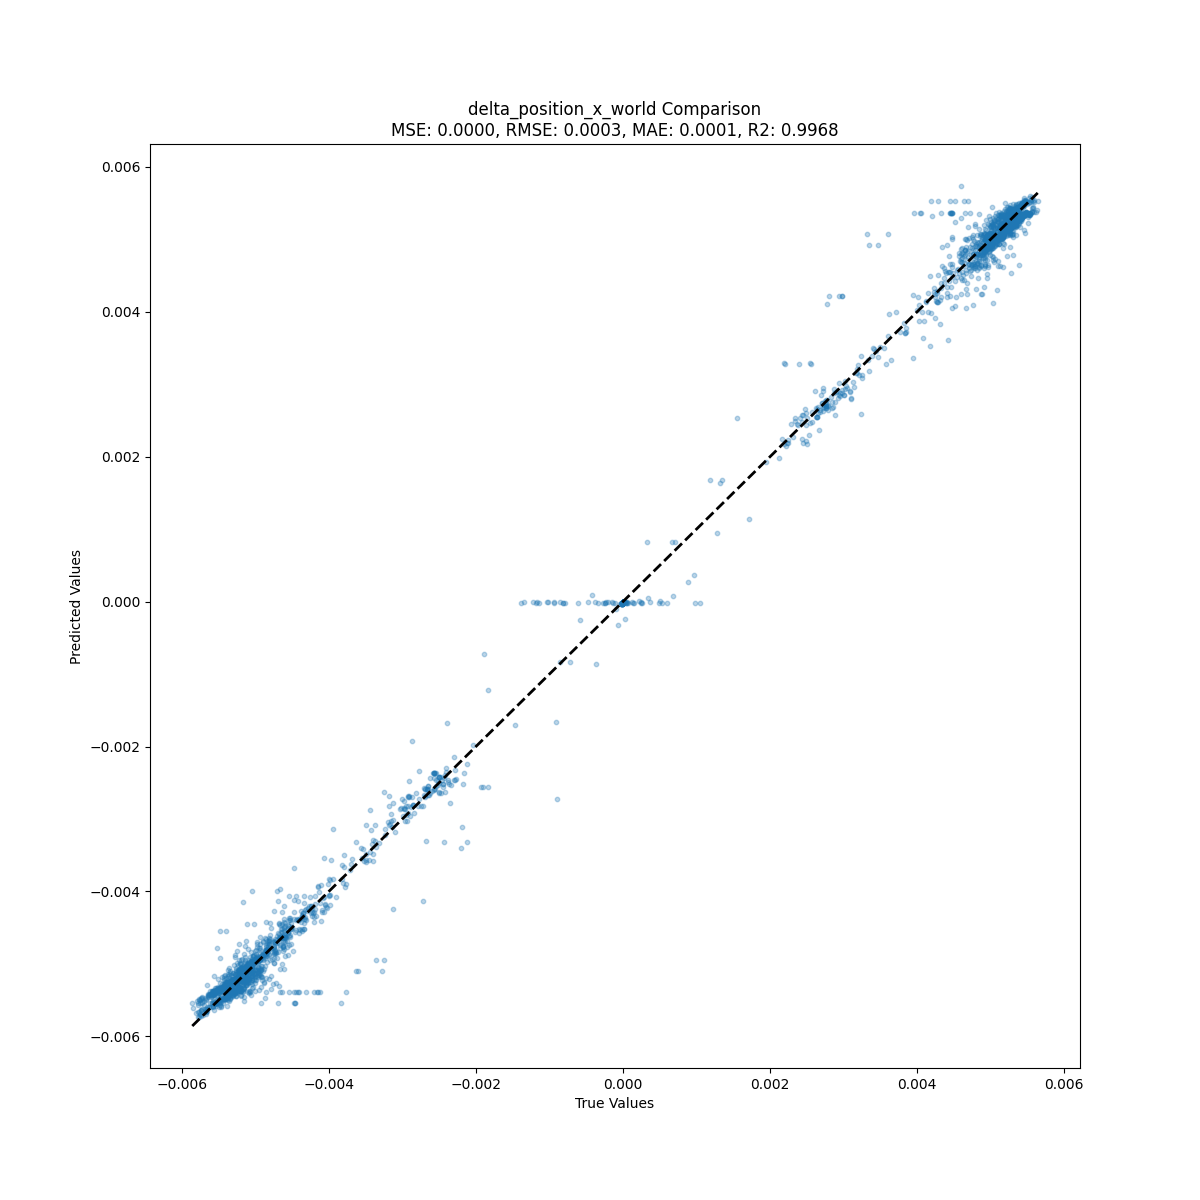 delta_position_x_world Comparison
MSE: 0.0000, RMSE: 0.0003, MAE: 0.0001, R2: 0.9968
0.006
0.004
0.002
0.000
−0.002
−0.004
−0.006
Predicted Values
−0.006 −0.004 −0.002 0.000 0.002 0.004 0.006
True Values